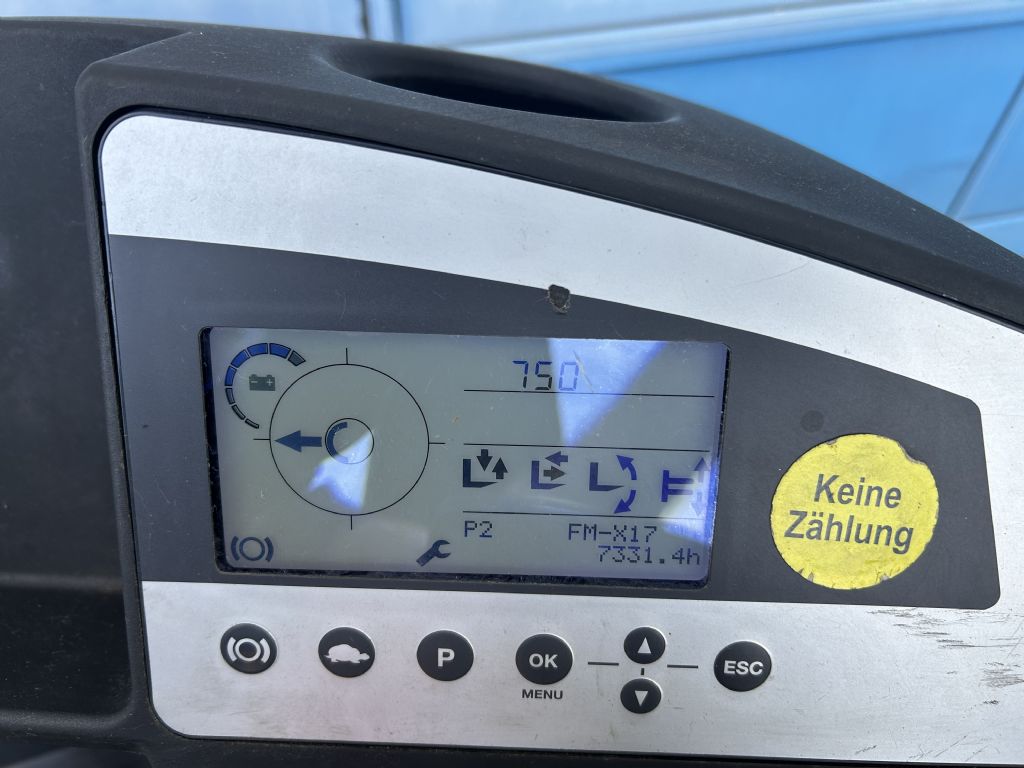 750
P2 FM-X17
7331.4h
Keine
Zählung
P
OK
MENU
ESC